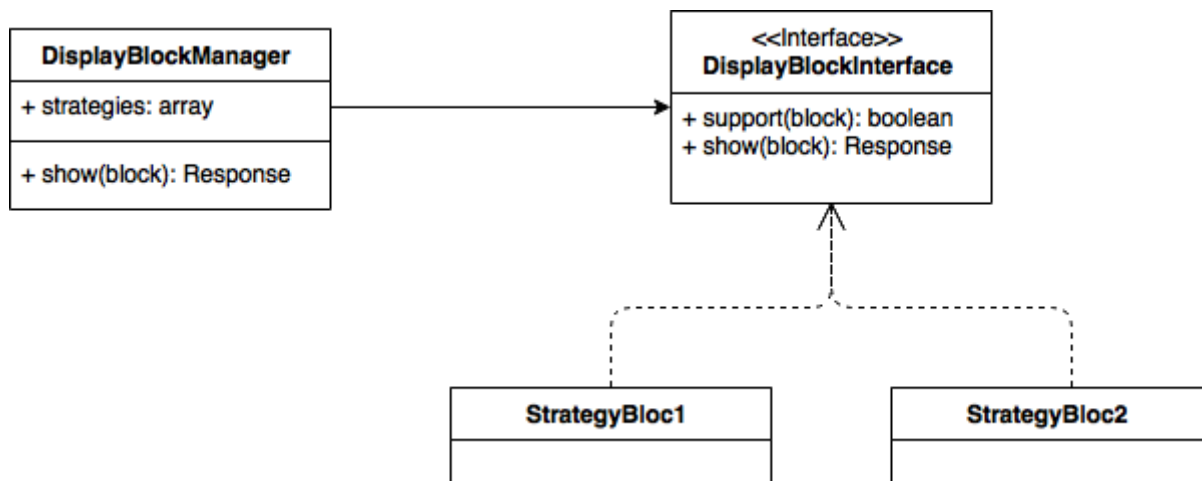 DisplayBlockManager
+ strategies: array
+ show(block): Response
<<Interface>>
DisplayBlockInterface
+ support(block): boolean
+ show(block): Response
StrategyBloc1
StrategyBloc2